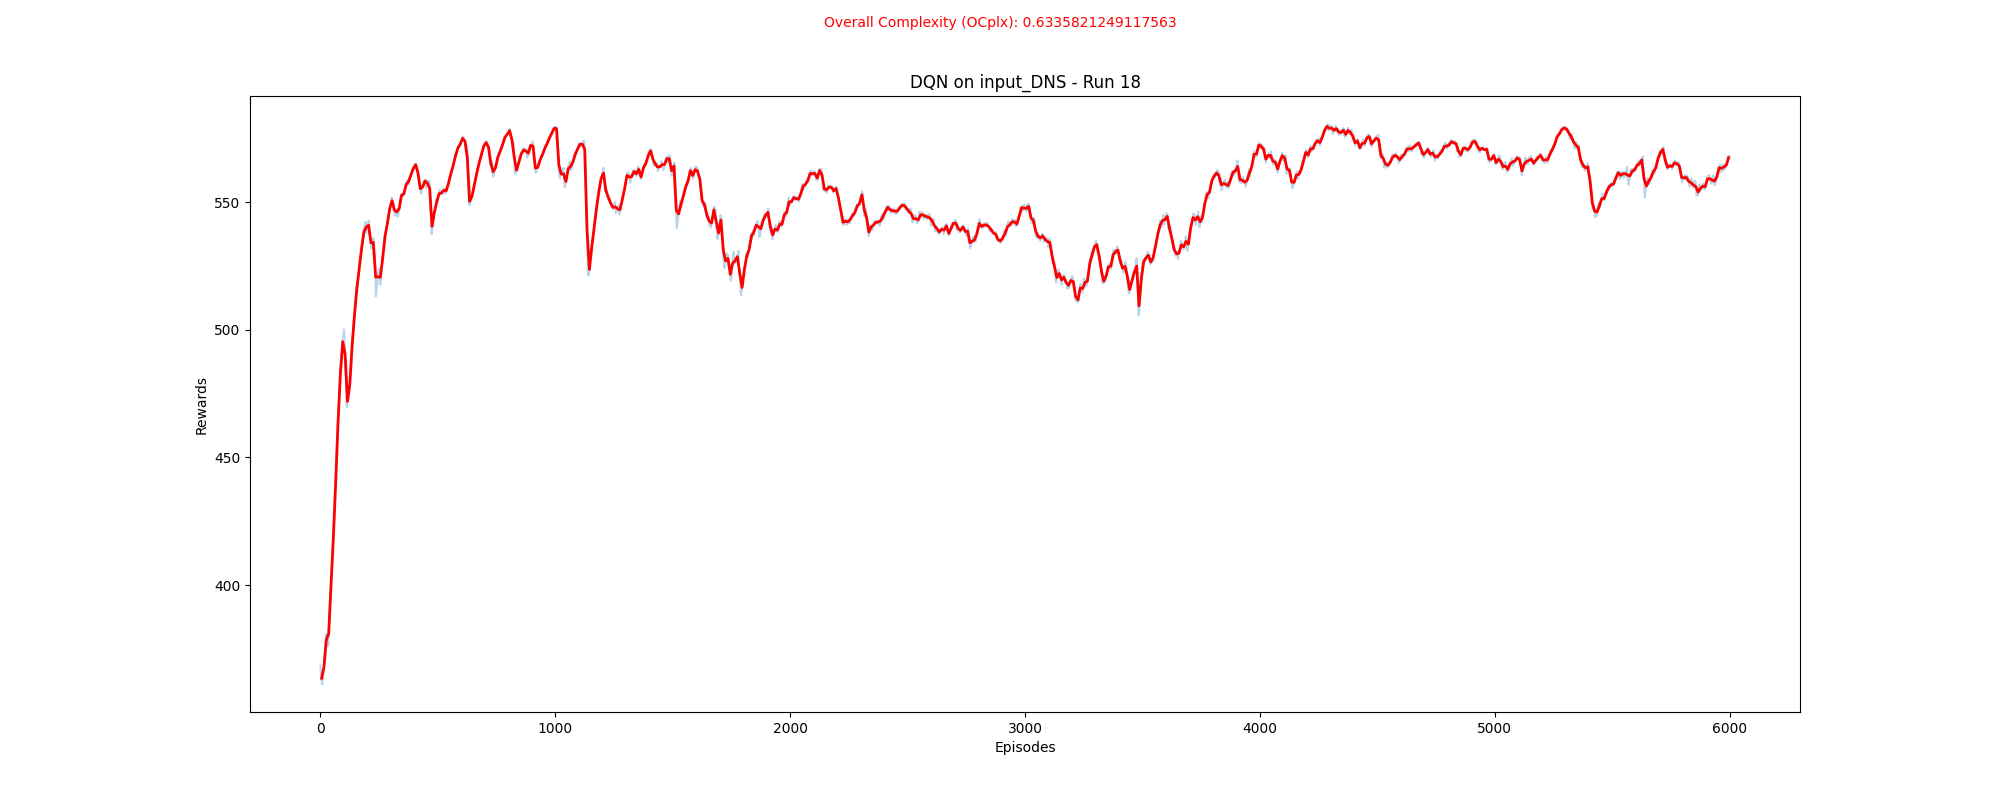 Overall Complexity (OCplx): 0.6335821249117563
DQN on input_DNS - Run 18
Rewards
550
500
450
400
0 1000 2000 3000 4000 5000 6000
Episodes